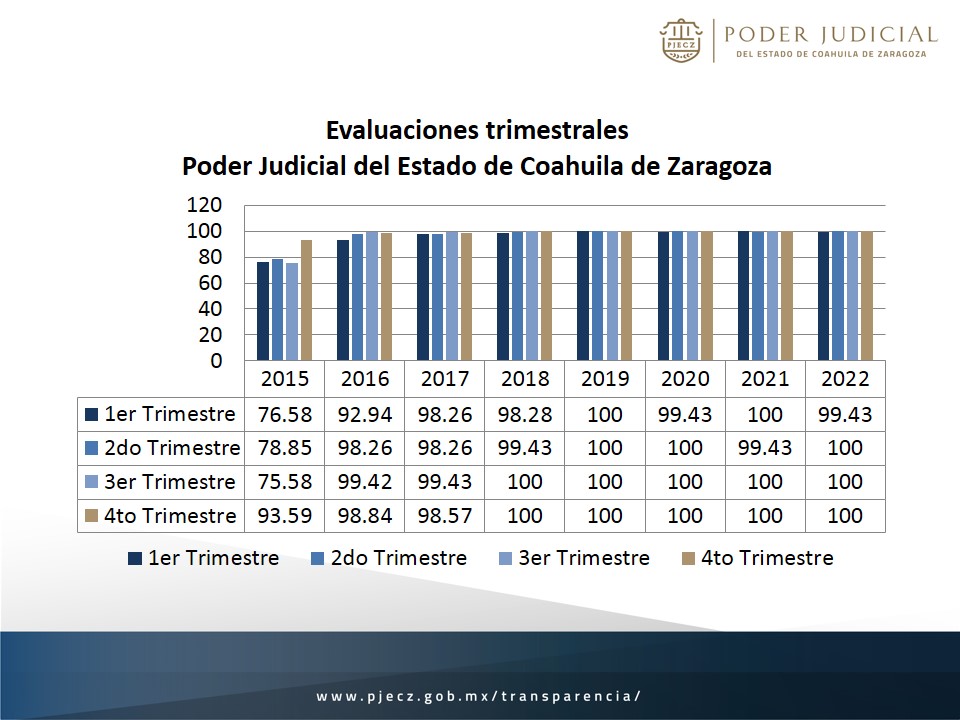 PJECZ
PODER JUDICIAL
DEL ESTADO DE COAHUILA DE ZARAGOZA
Evaluaciones trimestrales
Poder Judicial del Estado de Coahuila de Zaragoza
120
100
80
60
40
20
0
2015 2016 2017 2018 2019 2020 2021 2022
1er Trimestre 76.58 92.94 98.26 98.28 100 99.43 100 99.43
2do Trimestre 78.85 98.26 98.26 99.43 100 100 99.43 100
3er Trimestre 75.58 99.42 99.43 100 100 100 100 100
4to Trimestre 93.59 98.84 98.57 100 100 100 100 100
1er Trimestre 2do Trimestre 3er Trimestre 4to Trimestre
www.pjecz.gob.mx/transparencia/